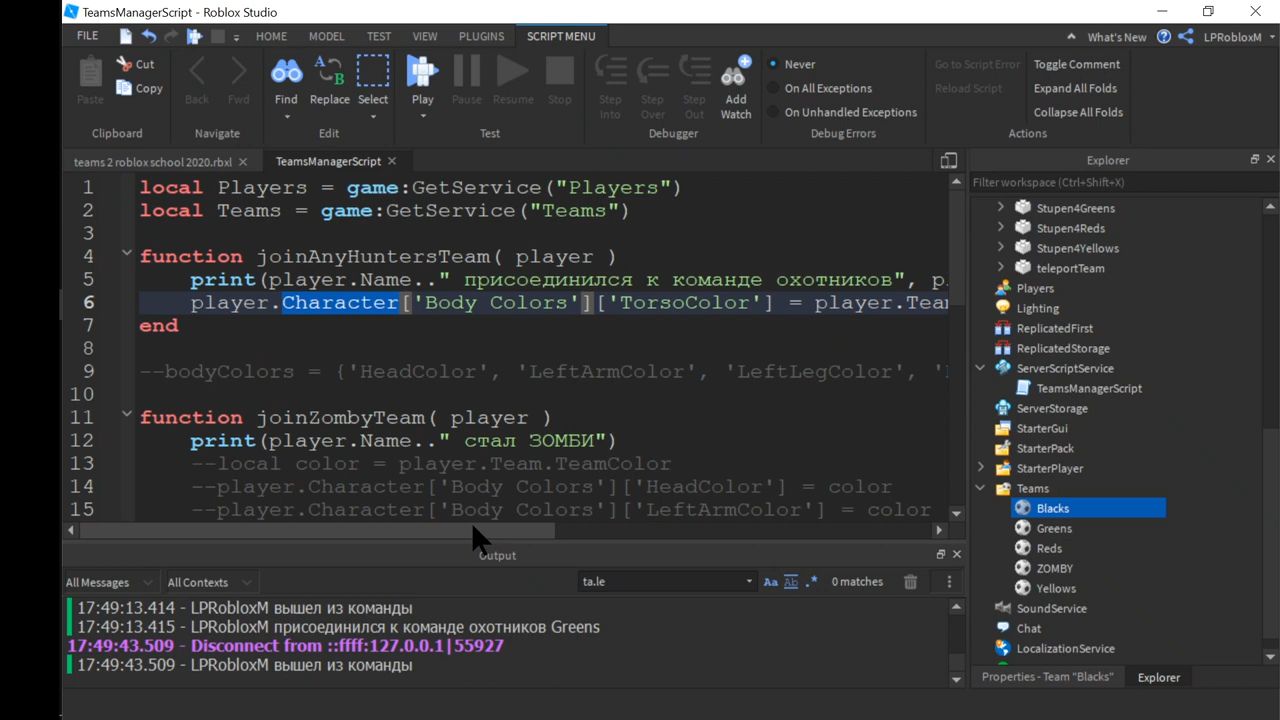 TeamsManagerScript - Roblox Studio
FILE HOME MODEL TEST VIEW PLUGINS SCRIPT MENU What's New LPRobloxM
Paste Cut Copy
Clipboard
Back Fwd
Navigate
Find Replace Select
Edit
Play Pause Resume Stop
Test
Step Into Step Over Step Out Add Watch
Debugger
Never
On All Exceptions
On Unhandled Exceptions
Debug Errors
Go to Script Error
Reload Script
Toggle Comment
Expand All Folds
Collapse All Folds
Actions
teams 2 roblox school 2020.rbxl TeamsManagerScript
1 local Players = game:GetService("Players")
2 local Teams = game:GetService("Teams")
3
4 function joinAnyHuntersTeam( player )
5 print(player.Name.." присоединился к команде охотников", p
6 player.Character['Body Colors']['TorsoColor'] = player.Tea
7 end
8
9 --bodyColors = {'HeadColor', 'LeftArmColor', 'LeftLegColor', '
10
11 function joinZombyTeam( player )
12 print(player.Name.." стал ЗОМБИ")
13 --local color = player.Team.TeamColor
14 --player.Character['Body Colors']['HeadColor'] = color
15 --player.Character['Body Colors']['LeftArmColor'] = color
Output
All Messages All Contexts ta.le Aa Ab .* 0 matches
17:49:13.414 - LPRobloxM вышел из команды
17:49:13.415 - LPRobloxM присоединился к команде охотников Greens
17:49:43.509 - Disconnect from ::ffff:127.0.0.1|55927
17:49:43.509 - LPRobloxM вышел из команды
Explorer
Filter workspace (Ctrl+Shift+X)
Stupen4Greens
Stupen4Reds
Stupen4Yellows
teleportTeam
Players
Lighting
ReplicatedFirst
ReplicatedStorage
ServerScriptService
TeamsManagerScript
ServerStorage
StarterGui
StarterPack
StarterPlayer
Teams
Blacks
Greens
Reds
ZOMBY
Yellows
SoundService
Chat
LocalizationService
Properties - Team "Blacks" Explorer